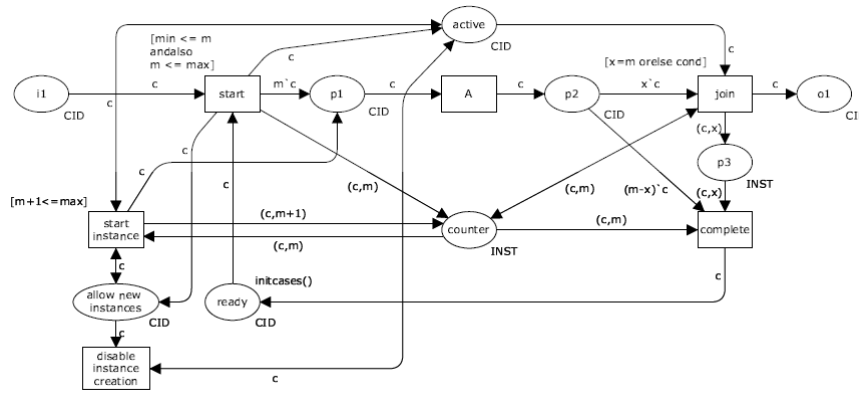 active
[min <= m
andalso
m <= max]
c
CID
[x=m orelse cond]
c
c
i1
c
start
m`c
p1
c
A
c
p2
x`c
join
c
o1
CID
CID
CID
CI
c
c
(c,x)
c
p3
c
(c,m)
(c,m)
(m-x)`c
(c,x)
INST
[m+1<=max]
start
instance
(c,m+1)
(c,m)
counter
(c,m)
complete
INST
c
c
allow new
instances
ready
initcases()
CID
CID
c
disable
instance
creation
c